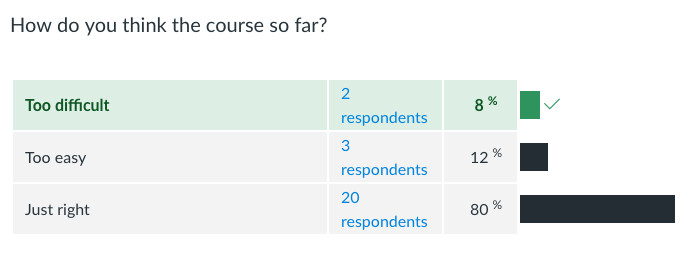 How do you think the course so far?
Too difficult
2
respondents
8 %
Too easy
3
respondents
12 %
Just right
20
respondents
80 %